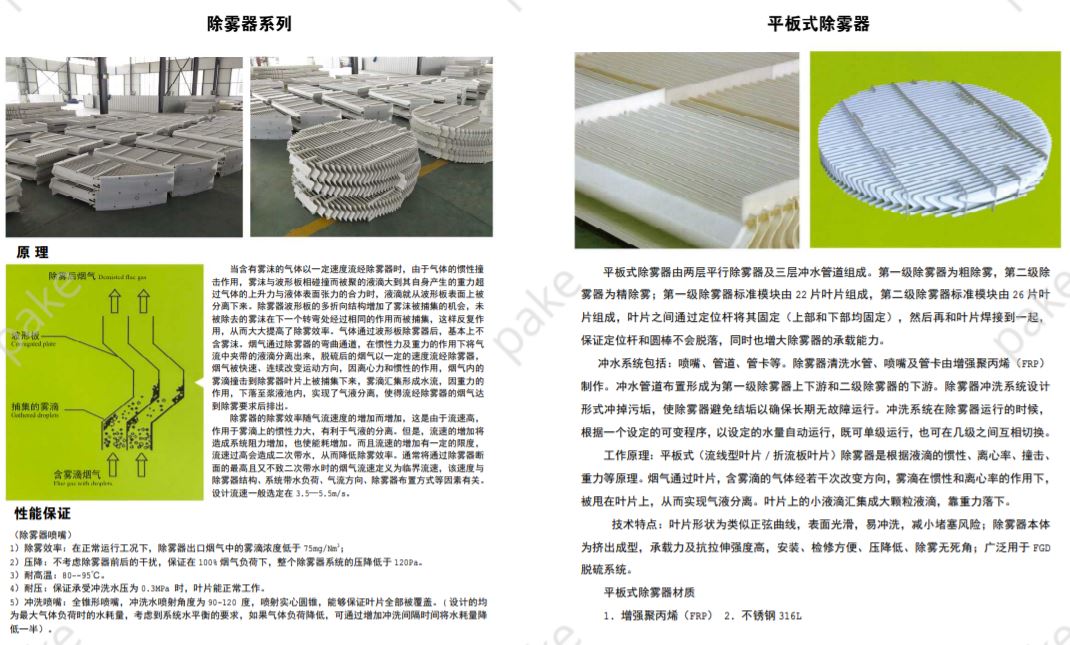 除雾器系列
原 理
除雾后烟气 Demisted flue gas
波形板
Corrugated plate
捕集的雾滴
Gathered droplets
含雾滴烟气
Flue gas with droplets
当含有雾沫的气体以一定速度流经除雾器时，由于气体的惯性撞
击作用，雾沫与波形板相碰撞而被聚的液滴大到其自身产生的重力超
过气体的上升力与液体表面张力的合力时，液滴就从波形板表面上被
分离下来。除雾器波形板的多折向结构增加了雾沫被捕集的机会，未
被除去的雾沫在下一个转弯处经过相同的作用而被捕集、这样反复作
用，从而大大提高了除雾效率。气体通过波形板除雾器后，基本上不
含雾沫。烟气通过除雾器的弯曲通道，在惯性力及重力的作用下将气
流中夹带的液滴分离出来，脱硫后的烟气以一定的速度流经除雾器，
烟气被快速、连续改变运动方向，因离心力和惯性的作用，烟气内的
雾滴撞击到除雾器叶片上被捕集下来，雾滴汇集形成水流，因重力的
作用，下落至浆液池内，实现了气液分离，使得流经除雾器的烟气达
到除雾要求后排出。
除雾器的除雾效率随气流速度的增加而增加，这是由于流速高，
作用于雾滴上的惯性力大，有利于气液的分离。但是，流速的增加将
造成系统阻力增加，也使能耗增加。而且流速的增加有一定的限度，
流速过高会造成二次带水，从而降低除雾效率。通常将通过除雾器断
面的最高且又不致二次带水时的烟气流速定义为临界流速，该速度与
除雾器结构、系统带水负荷、气流方向、除雾器布置方式等因素有关。
设计流速一般选定在 3.5—5.5m/s。
性能保证
（除雾器喷嘴）
1）除雾效率：在正常运行工况下，除雾器出口烟气中的雾滴浓度低于 75mg/Nm³；
2）压降：不考虑除雾器前后的干扰，保证在 100% 烟气负荷下，整个除雾器系统的压降低于 120Pa。
3）耐高温：80--95℃。
4）耐压：保证承受冲洗水压为 0.3MPa 时，叶片能正常工作。
5）冲洗喷嘴：全锥形喷嘴，冲洗水喷射角度为 90-120 度，喷射实心圆锥，能够保证叶片全部被覆盖。（设计的均
为最大气体负荷时的水耗量，考虑到系统水平衡的要求，如果气体负荷降低，可通过增加冲洗间隔时间将水耗量降
低一半）。
平板式除雾器
平板式除雾器由两层平行除雾器及三层冲水管道组成。第一级除雾器为粗除雾，第二级除
雾器为精除雾；第一级除雾器标准模块由 22 片叶片组成，第二级除雾器标准模块由 26 片叶
片组成，叶片之间通过定位杆将其固定（上部和下部均固定），然后再和叶片焊接到一起，
保证定位杆和圆棒不会脱落，同时也增大除雾器的承载能力。
冲水系统包括：喷嘴、管道、管卡等。除雾器清洗水管、喷嘴及管卡由增强聚丙烯（FRP）
制作。冲水管道布置形成为第一级除雾器上下游和二级除雾器的下游。除雾器冲洗系统设计
形式冲掉污垢，使除雾器避免结垢以确保长期无故障运行。冲洗系统在除雾器运行的时候，
根据一个设定的可变程序，以设定的水量自动运行，既可单级运行，也可在几级之间互相切换。
工作原理：平板式（流线型叶片／折流板叶片）除雾器是根据液滴的惯性、离心率、撞击、
重力等原理。烟气通过叶片，含雾滴的气体经若干次改变方向，雾滴在惯性和离心率的作用下，
被甩在叶片上，从而实现气液分离。叶片上的小液滴汇集成大颗粒液滴，靠重力落下。
技术特点：叶片形状为类似正弦曲线，表面光滑，易冲洗，减小堵塞风险；除雾器本体
为挤出成型，承载力及抗拉伸强度高，安装、检修方便、压降低、除雾无死角；广泛用于 FGD
脱硫系统。
平板式除雾器材质
1．增强聚丙烯（FRP） 2．不锈钢 316L
pake
pake
pake
pake